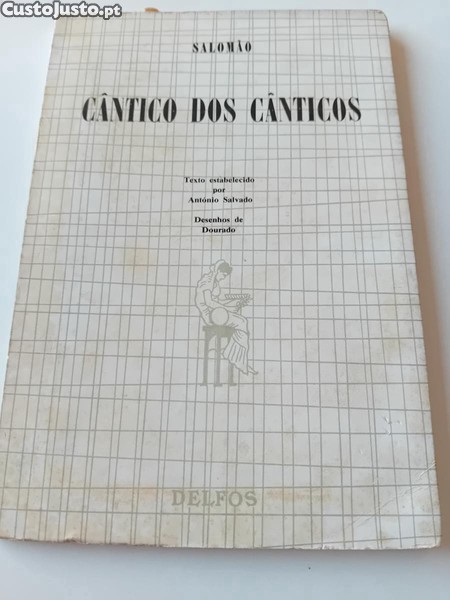 CustoJusto.pt
SALOMÃO
CÂNTICO DOS CÂNTICOS
Texto estabelecido
por
António Salvado
Desenhos de
Dourado
DELFOS